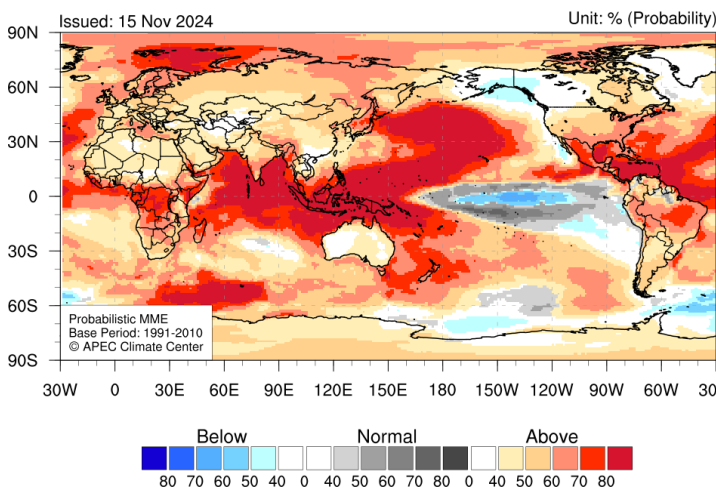 Issued: 15 Nov 2024
Unit: % (Probability)
90N
60N
30N
0
30S
60S
90S
Probabilistic MME
Base Period: 1991-2010
© APEC Climate Center
30W 0 30E 60E 90E 120E 150E 180 150W 120W 90W 60W 30
Below Normal Above
80 70 60 50 40 0 40 50 60 70 80 0 40 50 60 70 80